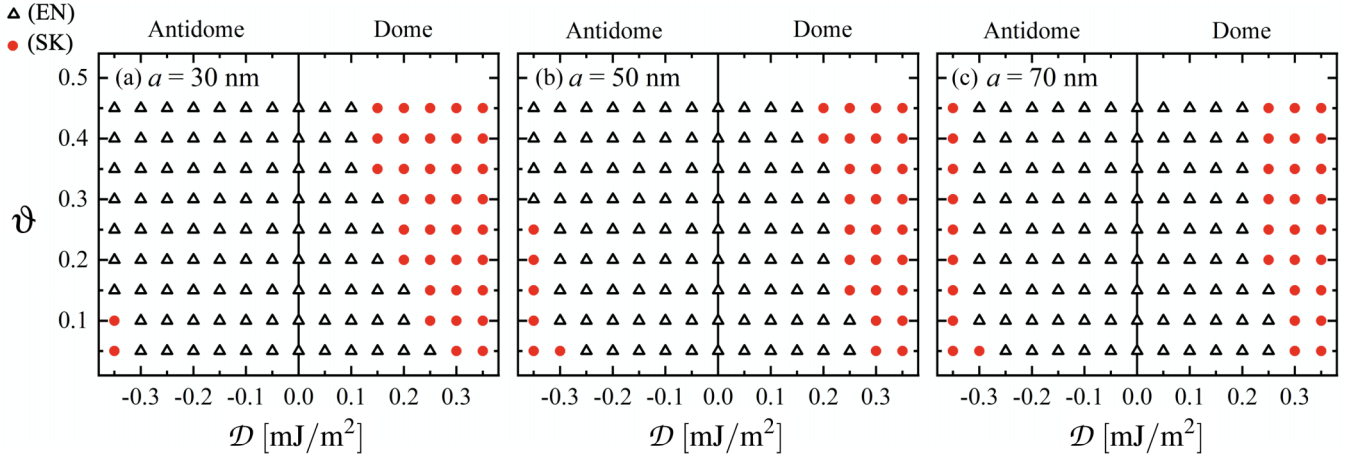 △ (EN)
● (SK)
Antidome Dome
Antidome Dome
Antidome Dome
(a) a = 30 nm
(b) a = 50 nm
(c) a = 70 nm
0.5
0.4
0.3
0.2
0.1
ϑ
-0.3 -0.2 -0.1 0.0 0.1 0.2 0.3
-0.3 -0.2 -0.1 0.0 0.1 0.2 0.3
-0.3 -0.2 -0.1 0.0 0.1 0.2 0.3
𝒟 [mJ/m²]
𝒟 [mJ/m²]
𝒟 [mJ/m²]